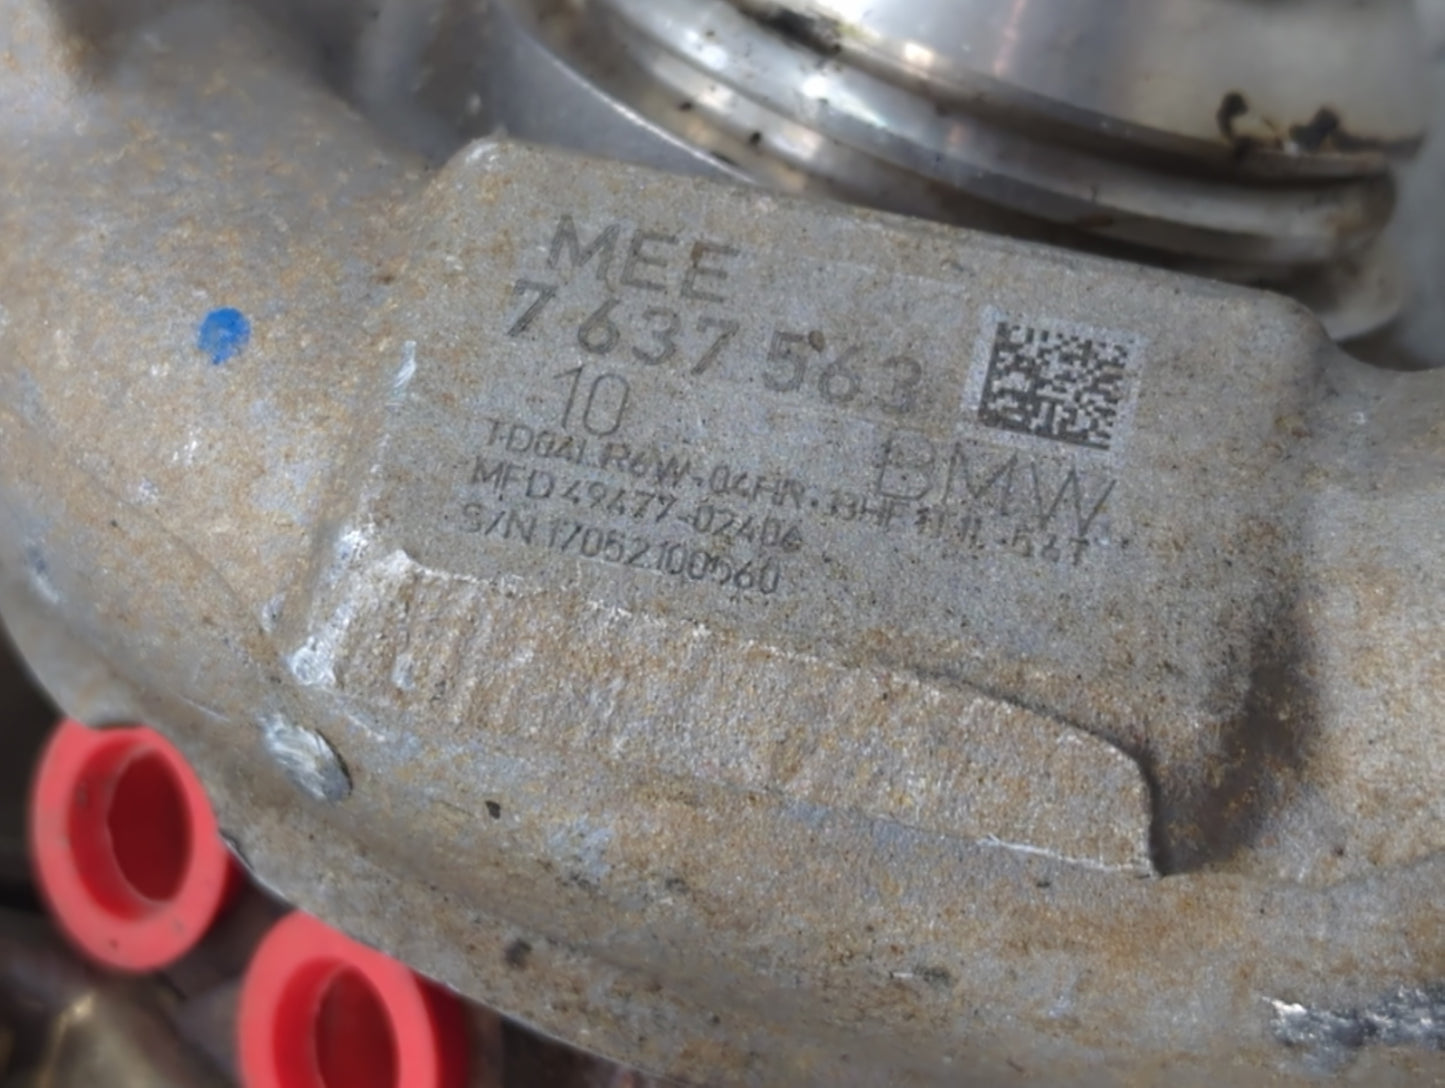 MEE
7 637 563
10
BMW
MFD 49477-02406
S/N 17052100560